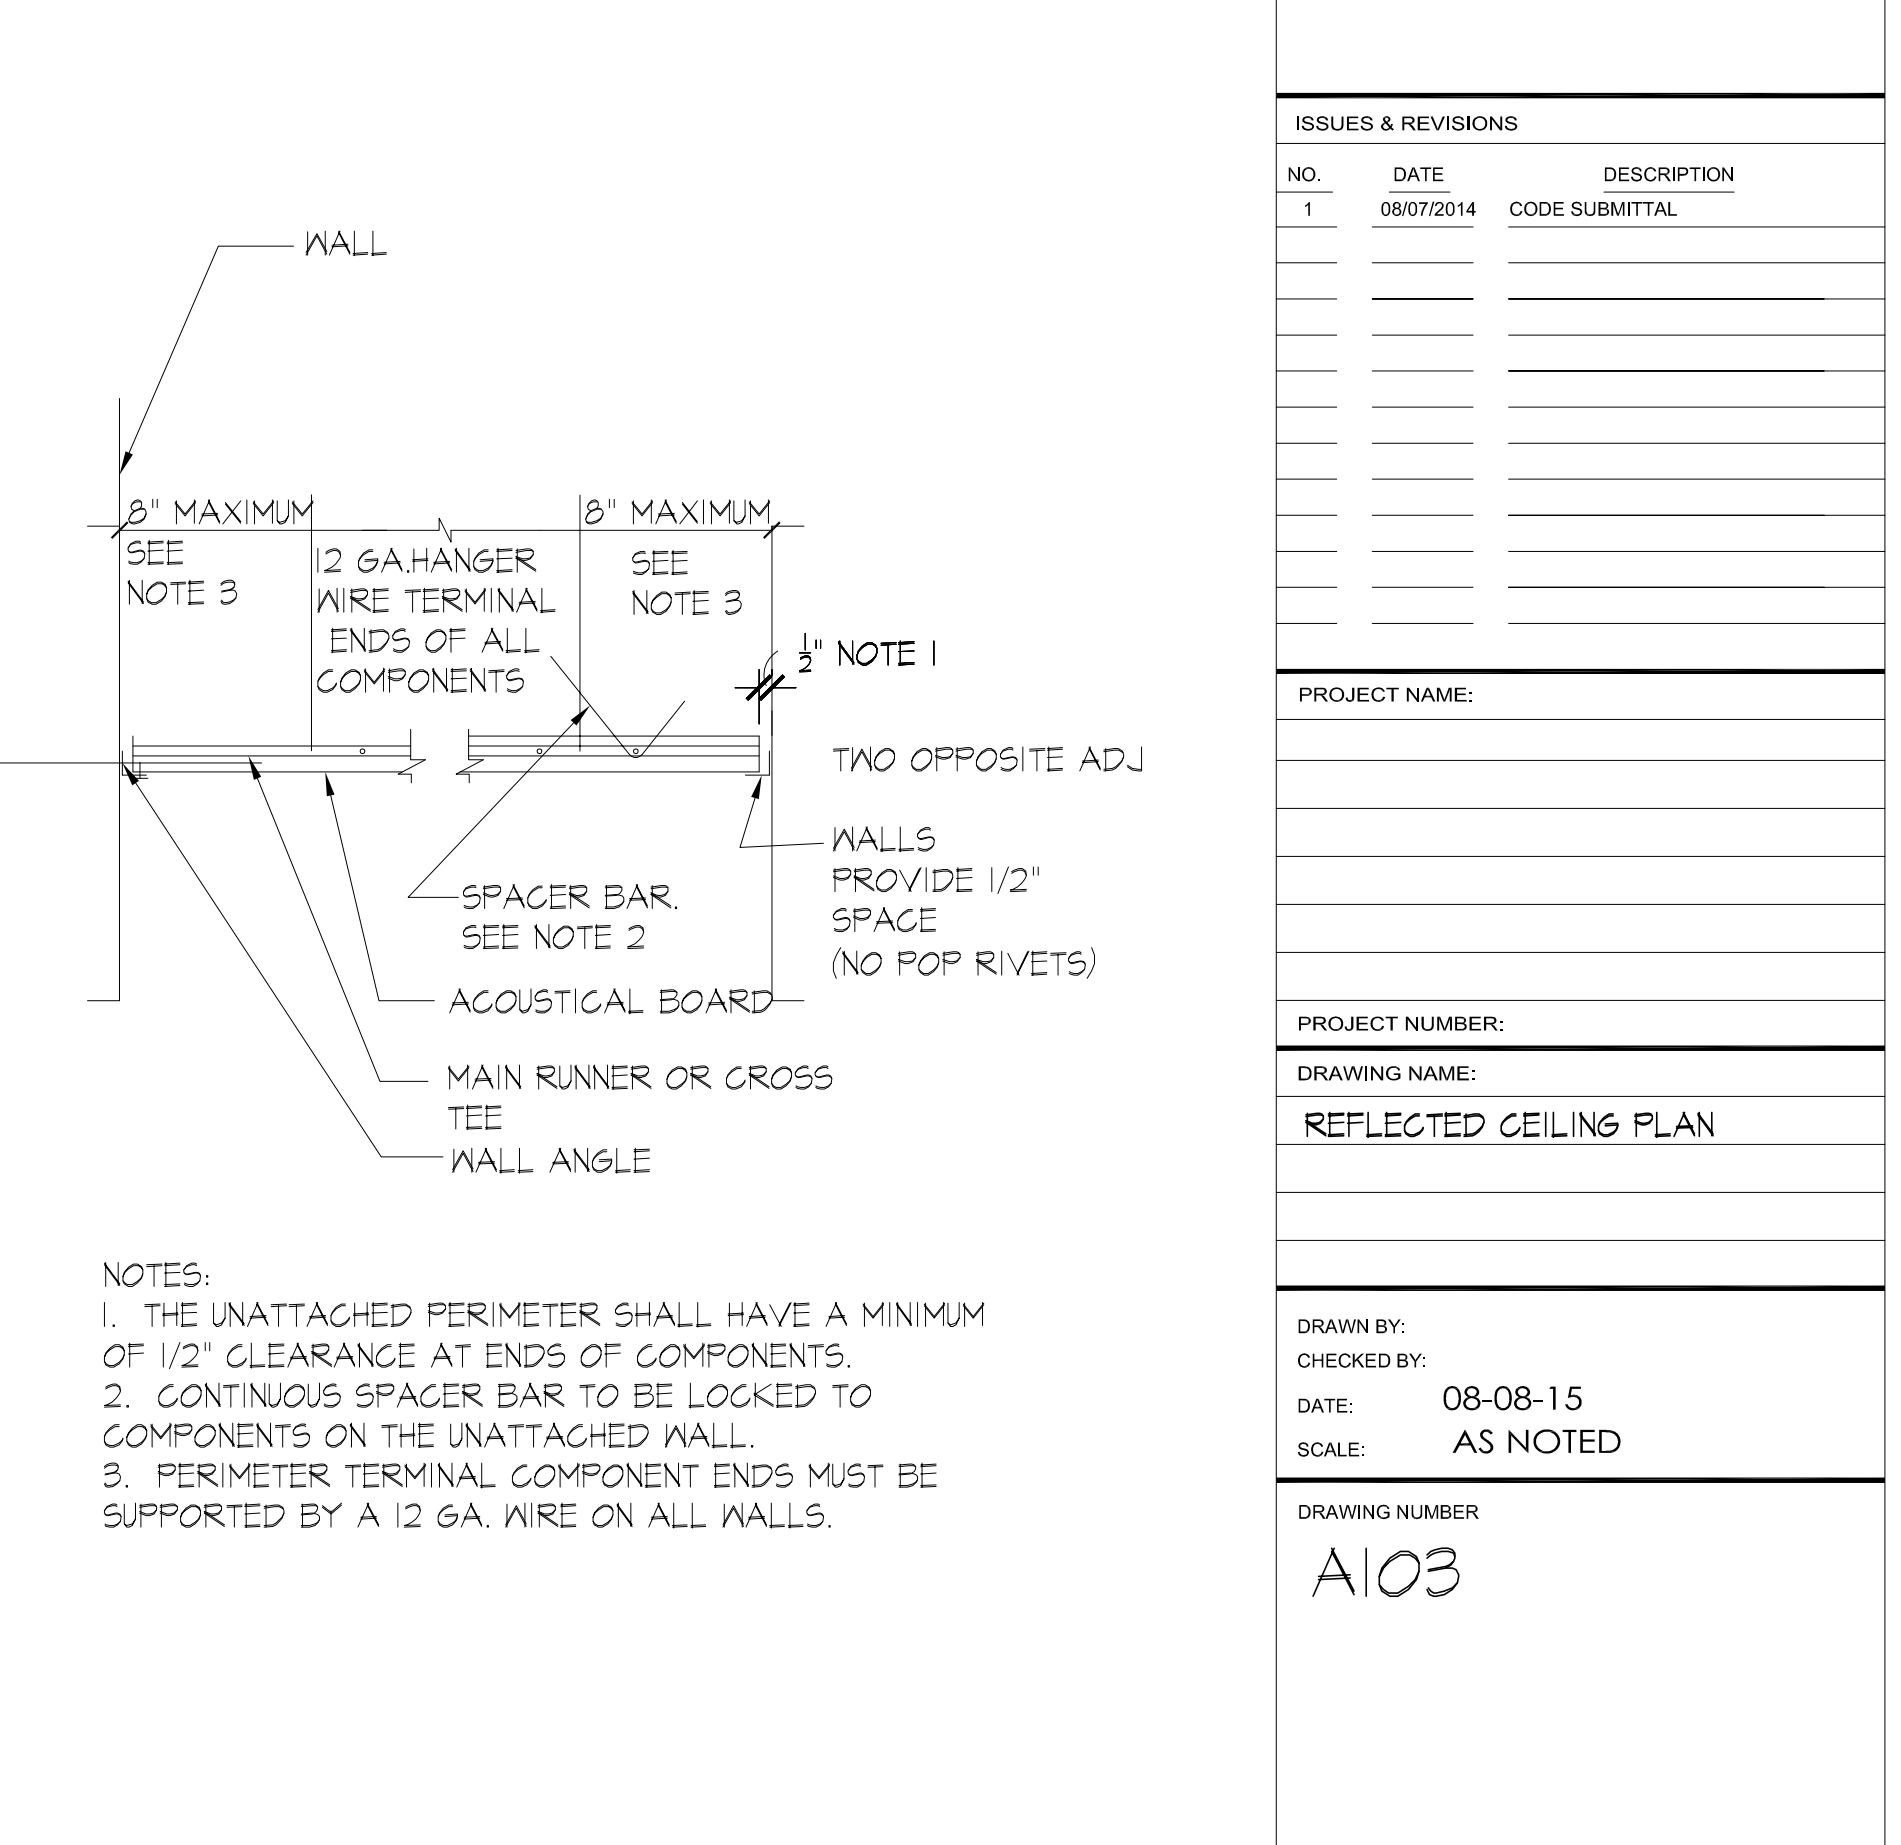 WALL
8" MAXIMUM
SEE
NOTE 3
12 GA.HANGER
WIRE TERMINAL
ENDS OF ALL
COMPONENTS
8" MAXIMUM
SEE
NOTE 3
1/2" NOTE 1
TWO OPPOSITE ADJ
WALLS
PROVIDE 1/2"
SPACE
(NO POP RIVETS)
SPACER BAR.
SEE NOTE 2
ACOUSTICAL BOARD
MAIN RUNNER OR CROSS
TEE
WALL ANGLE
NOTES:
1. THE UNATTACHED PERIMETER SHALL HAVE A MINIMUM
OF 1/2" CLEARANCE AT ENDS OF COMPONENTS.
2. CONTINUOUS SPACER BAR TO BE LOCKED TO
COMPONENTS ON THE UNATTACHED WALL.
3. PERIMETER TERMINAL COMPONENT ENDS MUST BE
SUPPORTED BY A 12 GA. WIRE ON ALL WALLS.
ISSUES & REVISIONS
NO. DATE DESCRIPTION
1 08/07/2014 CODE SUBMITTAL
PROJECT NAME:
PROJECT NUMBER:
DRAWING NAME:
REFLECTED CEILING PLAN
DRAWN BY:
CHECKED BY:
DATE: 08-08-15
SCALE: AS NOTED
DRAWING NUMBER
A103